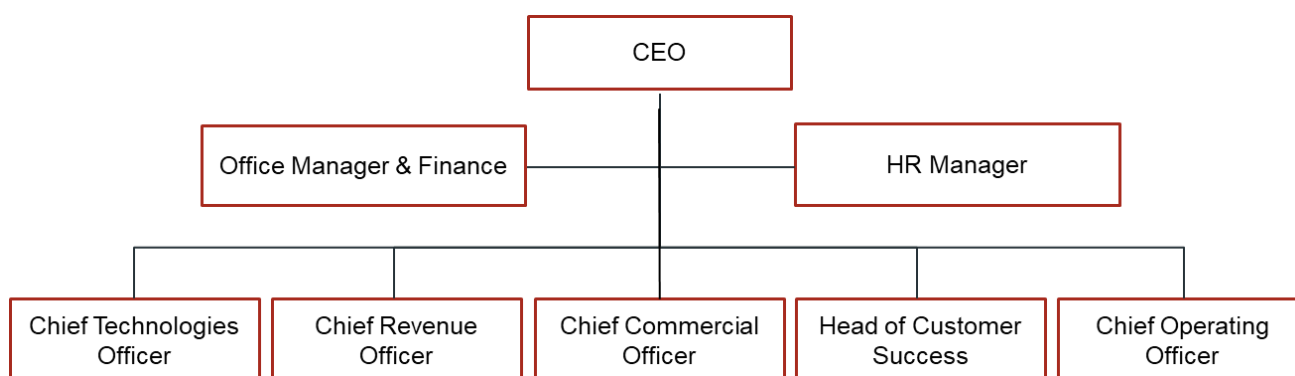 CEO
Office Manager & Finance
HR Manager
Chief Technologies
Officer
Chief Revenue
Officer
Chief Commercial
Officer
Head of Customer
Success
Chief Operating
Officer